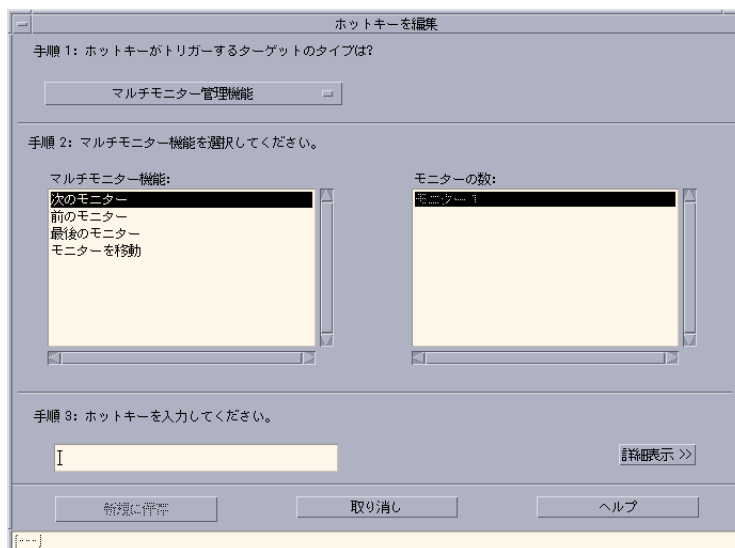 ホットキーを編集
手順 1: ホットキーがトリガーするターゲットのタイプは?
マルチモニター管理機能
手順 2: マルチモニター機能を選択してください。
マルチモニター機能:
モニターの数:
次のモニター
前のモニター
最後のモニター
モニターを移動
モニター 1
手順 3: ホットキーを入力してください。
詳細表示 >>
新規に保存
取り消し
ヘルプ
[---]